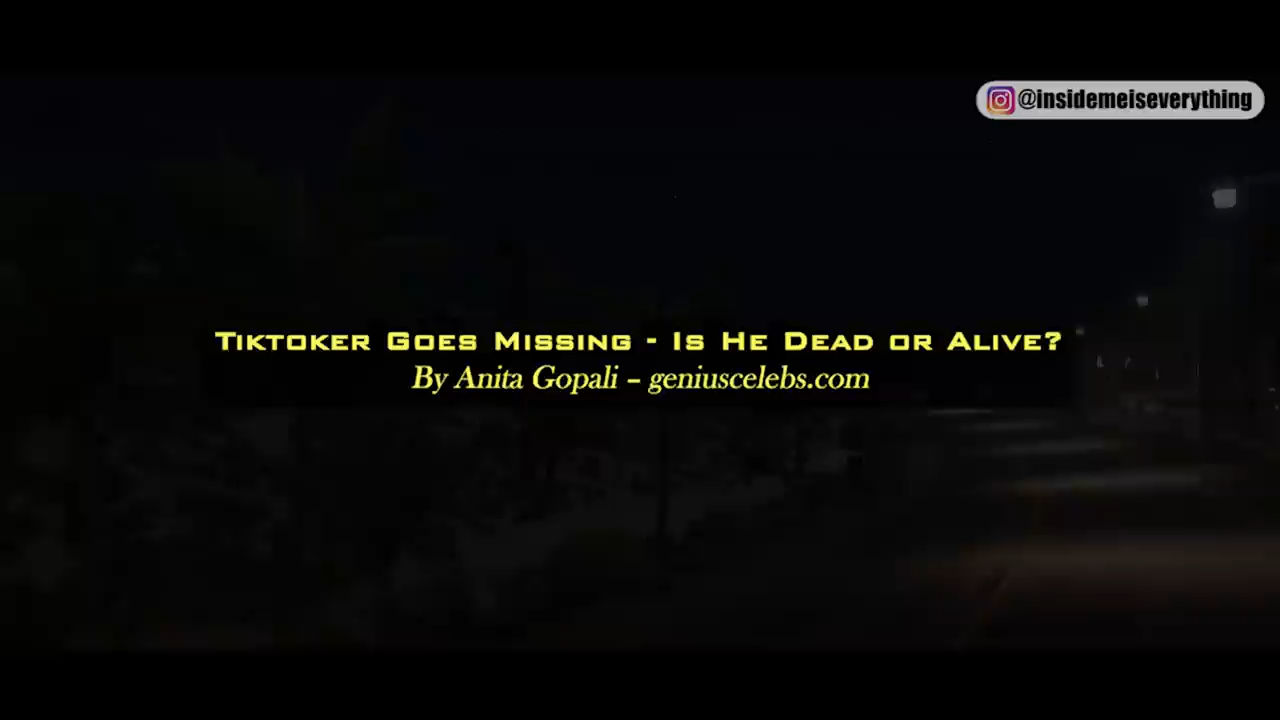 @insidemeiseverything
Tiktoker Goes Missing - Is He Dead or Alive?
By Anita Gopali – geniuscelebs.com